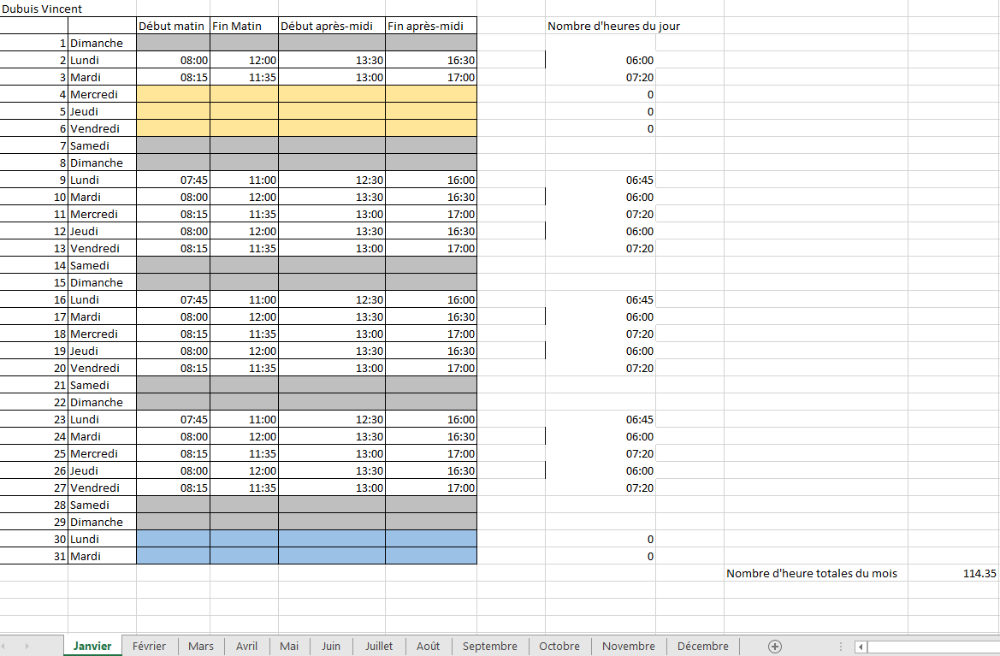 Dubuis Vincent
Début matin Fin Matin Début après-midi Fin après-midi Nombre d'heures du jour
1 Dimanche
2 Lundi 08:00 12:00 13:30 16:30 06:00
3 Mardi 08:15 11:35 13:00 17:00 07:20
4 Mercredi 0
5 Jeudi 0
6 Vendredi 0
7 Samedi
8 Dimanche
9 Lundi 07:45 11:00 12:30 16:00 06:45
10 Mardi 08:00 12:00 13:30 16:30 06:00
11 Mercredi 08:15 11:35 13:00 17:00 07:20
12 Jeudi 08:00 12:00 13:30 16:30 06:00
13 Vendredi 08:15 11:35 13:00 17:00 07:20
14 Samedi
15 Dimanche
16 Lundi 07:45 11:00 12:30 16:00 06:45
17 Mardi 08:00 12:00 13:30 16:30 06:00
18 Mercredi 08:15 11:35 13:00 17:00 07:20
19 Jeudi 08:00 12:00 13:30 16:30 06:00
20 Vendredi 08:15 11:35 13:00 17:00 07:20
21 Samedi
22 Dimanche
23 Lundi 07:45 11:00 12:30 16:00 06:45
24 Mardi 08:00 12:00 13:30 16:30 06:00
25 Mercredi 08:15 11:35 13:00 17:00 07:20
26 Jeudi 08:00 12:00 13:30 16:30 06:00
27 Vendredi 08:15 11:35 13:00 17:00 07:20
28 Samedi
29 Dimanche
30 Lundi 0
31 Mardi 0
Nombre d'heure totales du mois 114.35
Janvier Février Mars Avril Mai Juin Juillet Août Septembre Octobre Novembre Décembre